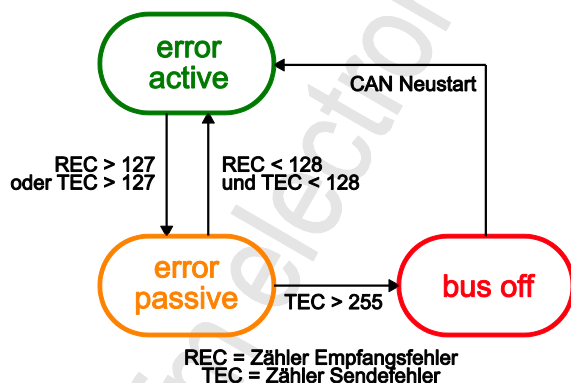 error
active
CAN Neustart
REC > 127
oder TEC > 127
REC < 128
und TEC < 128
error
passive
TEC > 255
bus off
REC = Zähler Empfangsfehler
TEC = Zähler Sendefehler